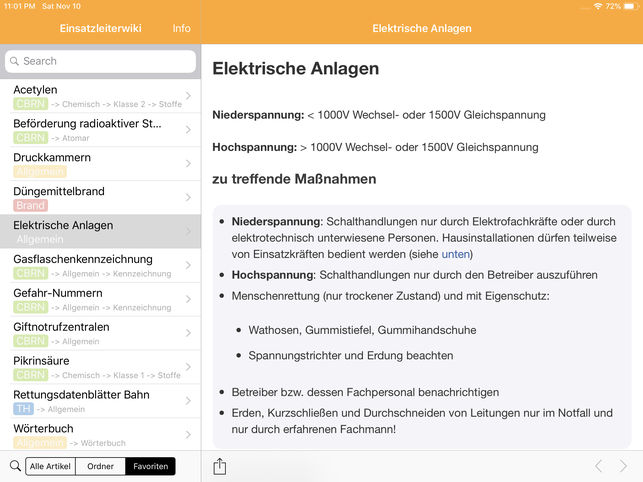 11:01 PM Sat Nov 10
72%
Einsatzleiterwiki Info
Elektrische Anlagen
Search
Acetylen
CBRN -> Chemisch -> Klasse 2 -> Stoffe
Beförderung radioaktiver St...
CBRN -> Atomar
Druckkammern
Allgemein
Düngemittelbrand
Brand
Elektrische Anlagen
Allgemein
Gasflaschenkennzeichnung
CBRN -> Allgemein -> Kennzeichnung
Gefahr-Nummern
CBRN -> Allgemein -> Kennzeichnung
Giftnotrufzentralen
CBRN -> Allgemein
Pikrinsäure
CBRN -> Chemisch -> Klasse 1 -> Stoffe
Rettungsdatenblätter Bahn
TH -> Allgemein
Wörterbuch
Allgemein -> Wörterbuch
Alle Artikel Ordner Favoriten
Elektrische Anlagen
Niederspannung: < 1000V Wechsel- oder 1500V Gleichspannung
Hochspannung: > 1000V Wechsel- oder 1500V Gleichspannung
zu treffende Maßnahmen
Niederspannung: Schalthandlungen nur durch Elektrofachkräfte oder durch
elektrotechnisch unterwiesene Personen. Hausinstallationen dürfen teilweise
von Einsatzkräften bedient werden (siehe unten)
Hochspannung: Schalthandlungen nur durch den Betreiber auszuführen
Menschenrettung (nur trockener Zustand) und mit Eigenschutz:
Wathosen, Gummistiefel, Gummihandschuhe
Spannungstrichter und Erdung beachten
Betreiber bzw. dessen Fachpersonal benachrichtigen
Erden, Kurzschließen und Durchschneiden von Leitungen nur im Notfall und
nur durch erfahrenen Fachmann!